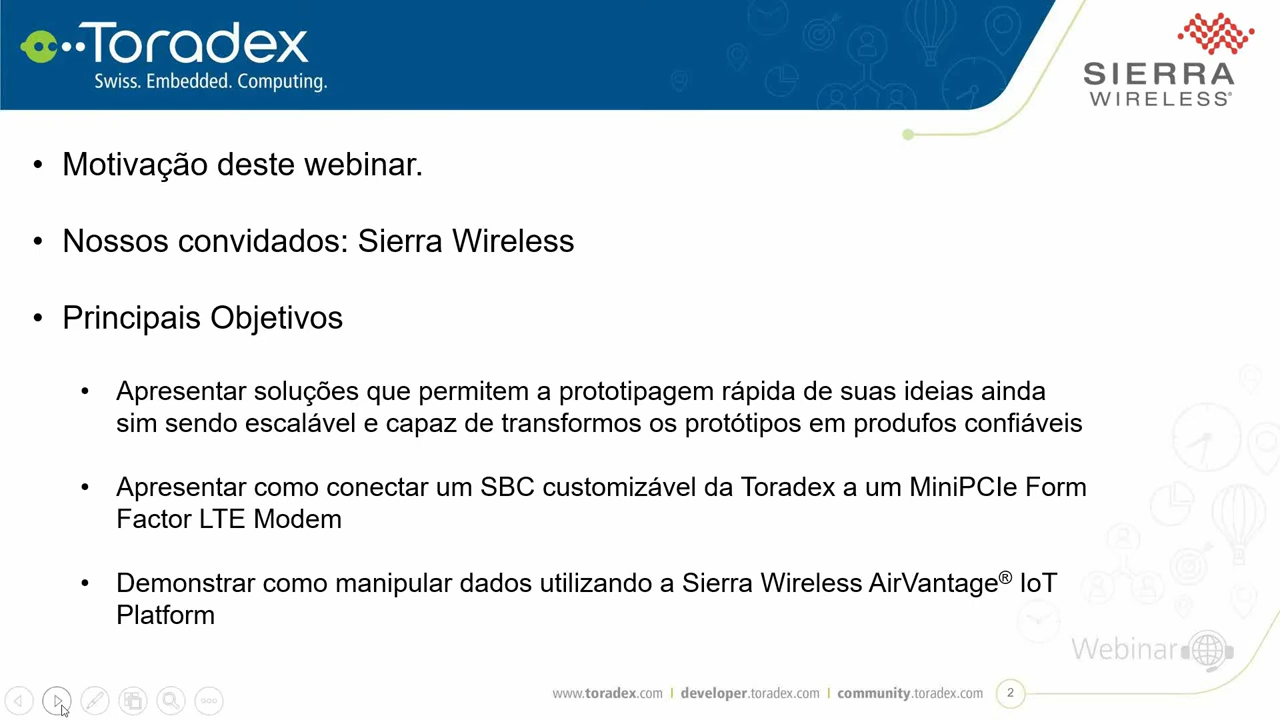 Toradex
Swiss. Embedded. Computing.
SIERRA
WIRELESS®
• Motivação deste webinar.
• Nossos convidados: Sierra Wireless
• Principais Objetivos
• Apresentar soluções que permitem a prototipagem rápida de suas ideias ainda
sim sendo escalável e capaz de transformos os protótipos em produfos confiáveis
• Apresentar como conectar um SBC customizável da Toradex a um MiniPCIe Form
Factor LTE Modem
• Demonstrar como manipular dados utilizando a Sierra Wireless AirVantage® IoT
Platform
Webinar
www.toradex.com | developer.toradex.com | community.toradex.com 2